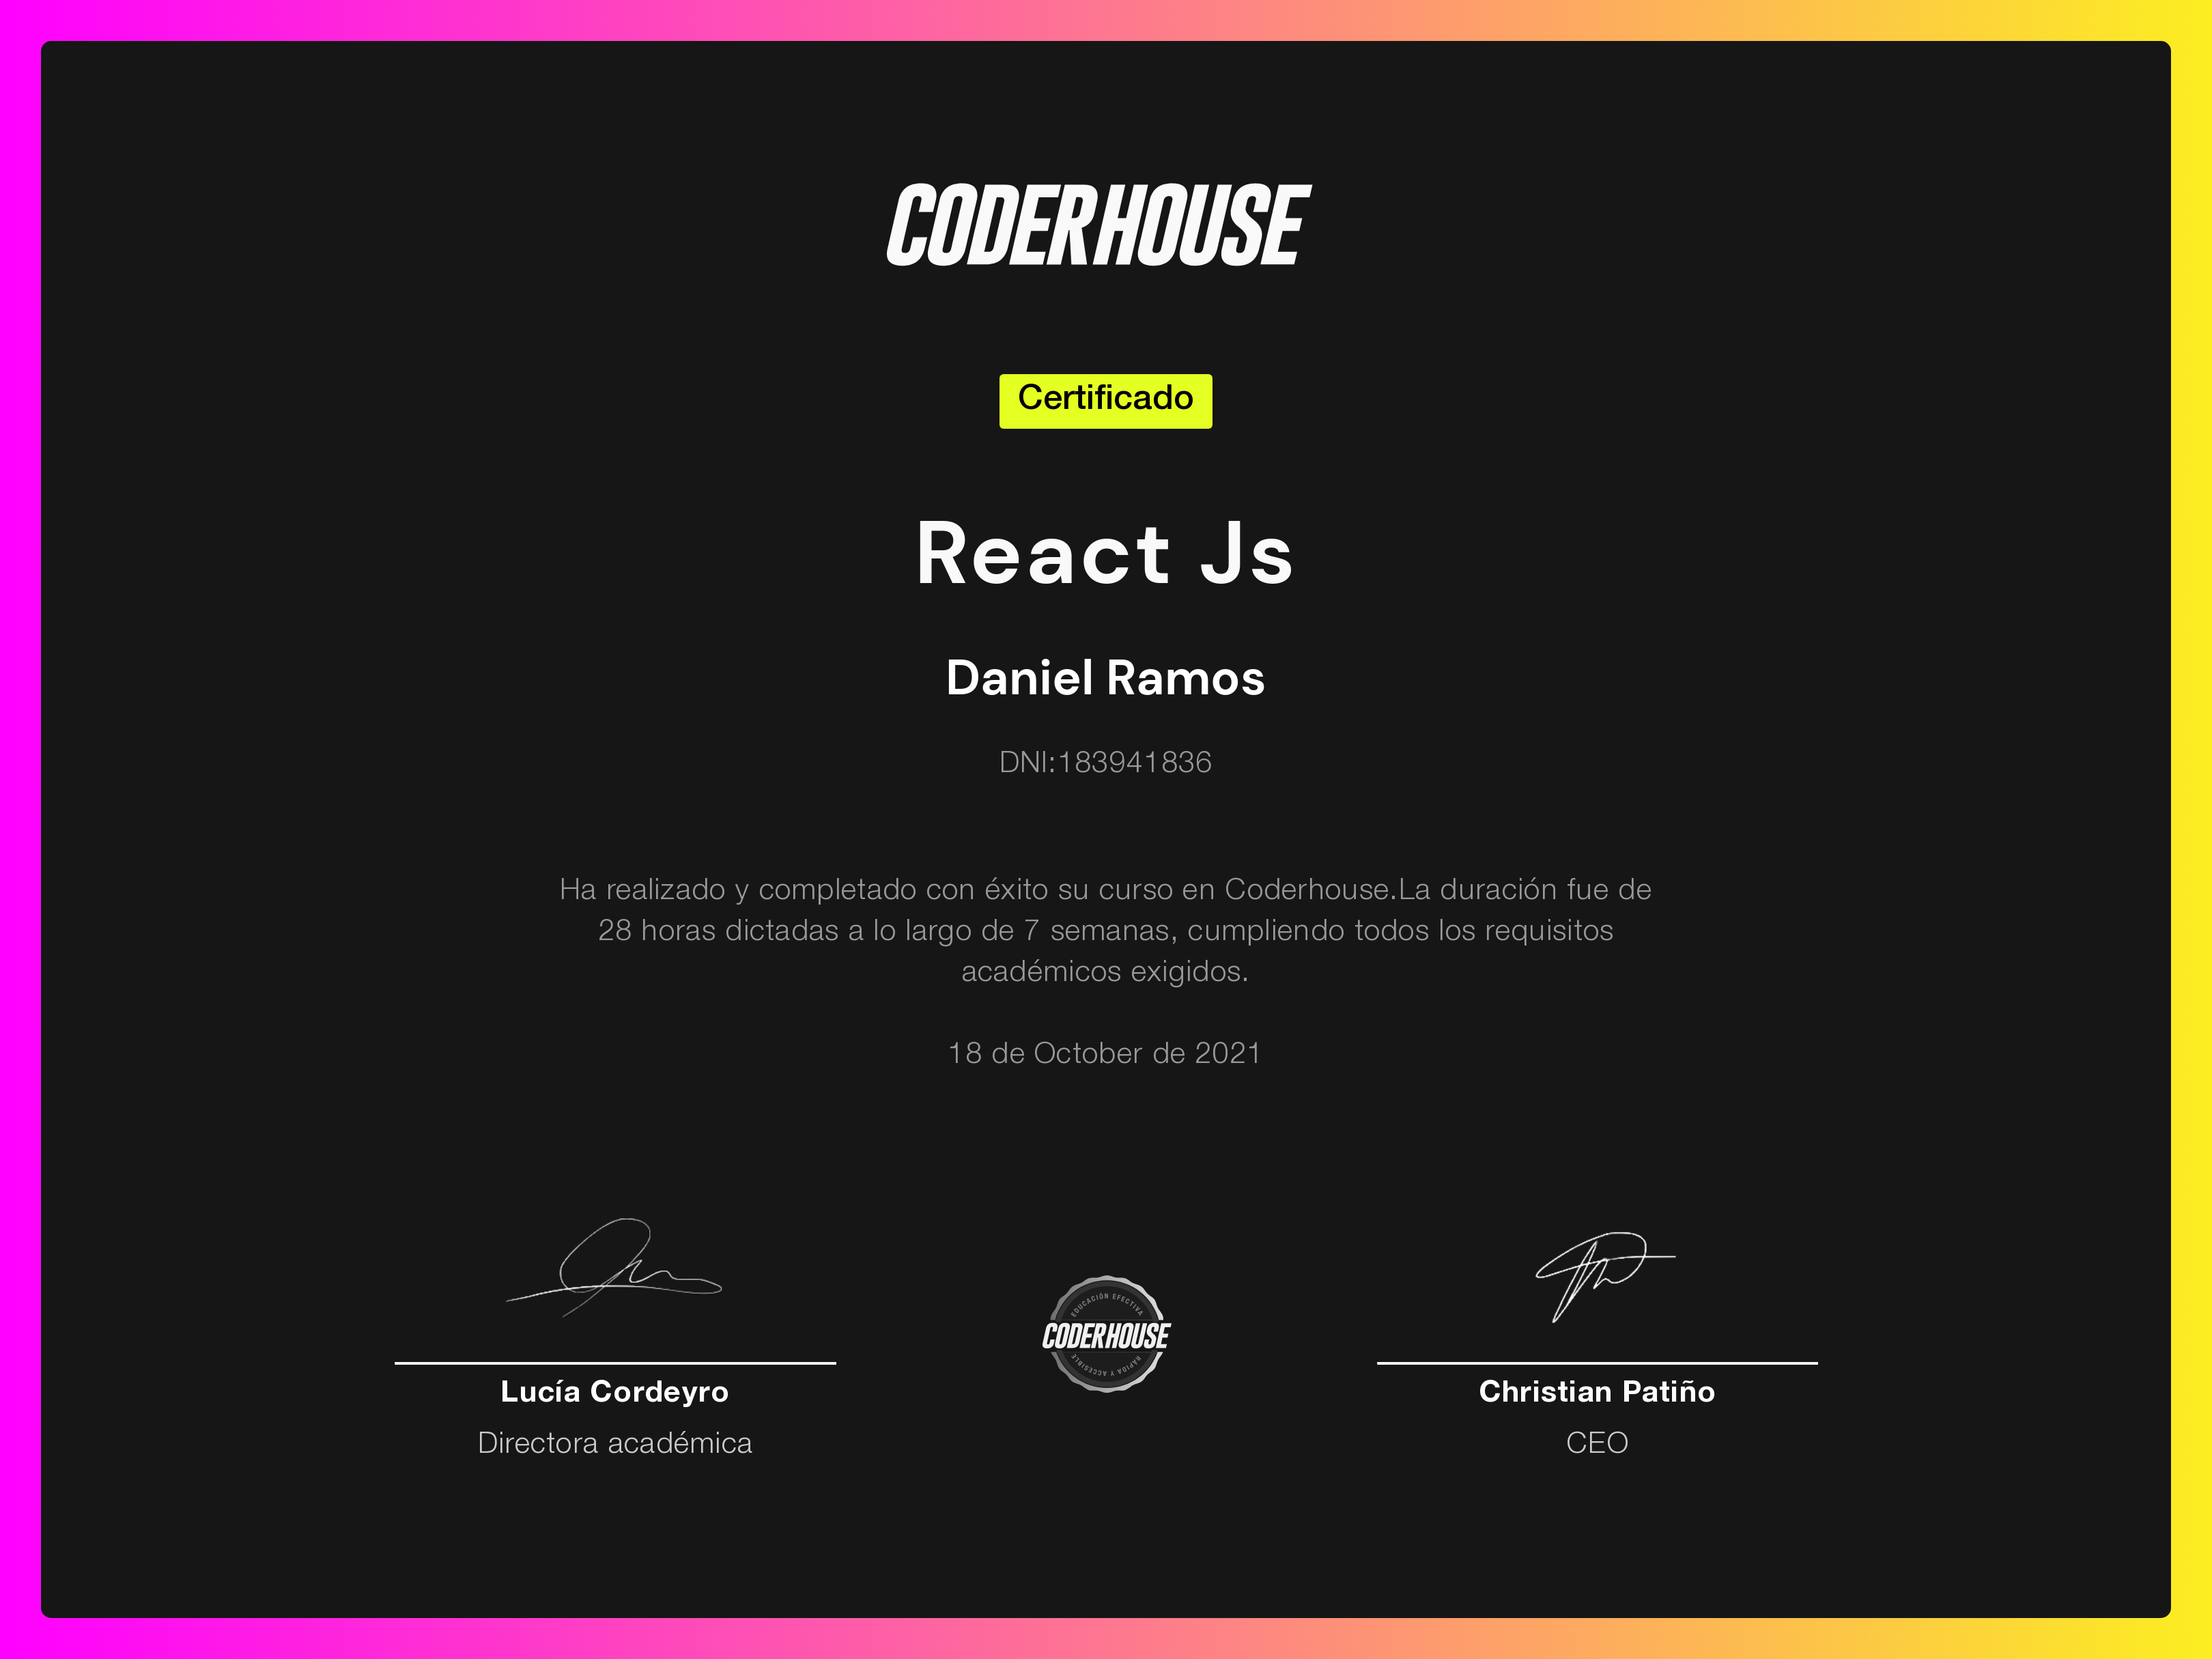 CODERHOUSE
Certificado
React Js
Daniel Ramos
DNI:183941836
Ha realizado y completado con éxito su curso en Coderhouse.La duración fue de
28 horas dictadas a lo largo de 7 semanas, cumpliendo todos los requisitos
académicos exigidos.
18 de October de 2021
EDUCACIÓN EFECTIVA
CODERHOUSE
RAPIDA Y ACCESIBLE
Lucía Cordeyro
Christian Patiño
Directora académica
CEO